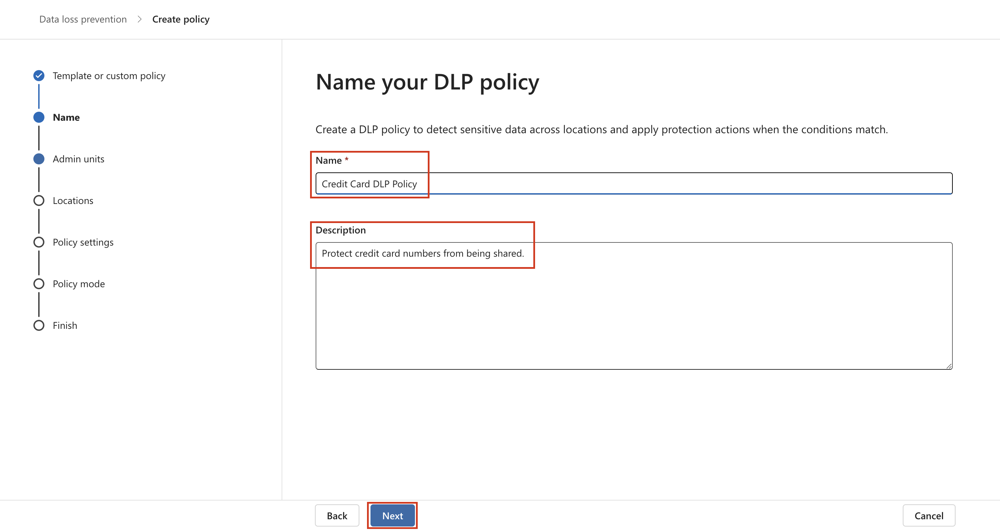 Data loss prevention > Create policy
Template or custom policy
Name
Admin units
Locations
Policy settings
Policy mode
Finish
Name your DLP policy
Create a DLP policy to detect sensitive data across locations and apply protection actions when the conditions match.
Name *
Credit Card DLP Policy
Description
Protect credit card numbers from being shared.
Back
Next
Cancel